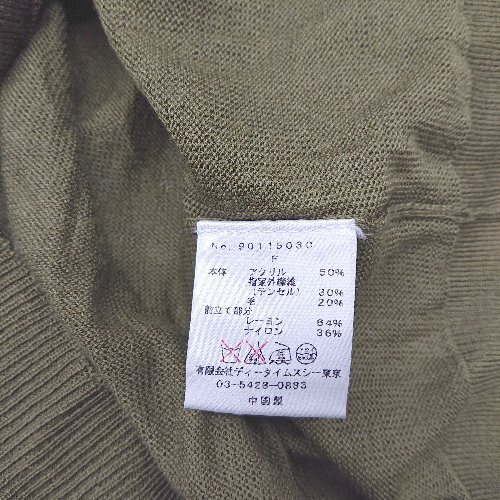 No. 90115030
F
本体 アクリル 50%
指定外繊維
(テンセル) 30%
毛 20%
前立て部分
レーヨン 64%
ナイロン 36%
有限会社ディータイムスシー東京
03-5428-0883
中国製